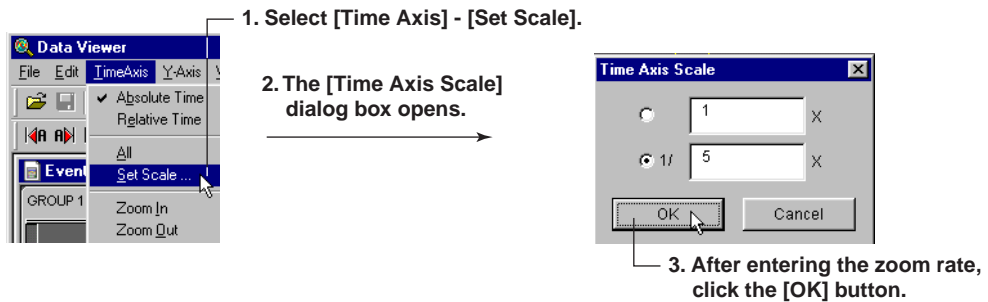 1. Select [Time Axis] - [Set Scale].
Data Viewer
File Edit TimeAxis Y-Axis
Absolute Time
Relative Time
All
Set Scale ...
Zoom In
Zoom Out
Event
GROUP 1
2. The [Time Axis Scale]
dialog box opens.
Time Axis Scale
1 X
1/ 5 X
OK Cancel
3. After entering the zoom rate,
click the [OK] button.